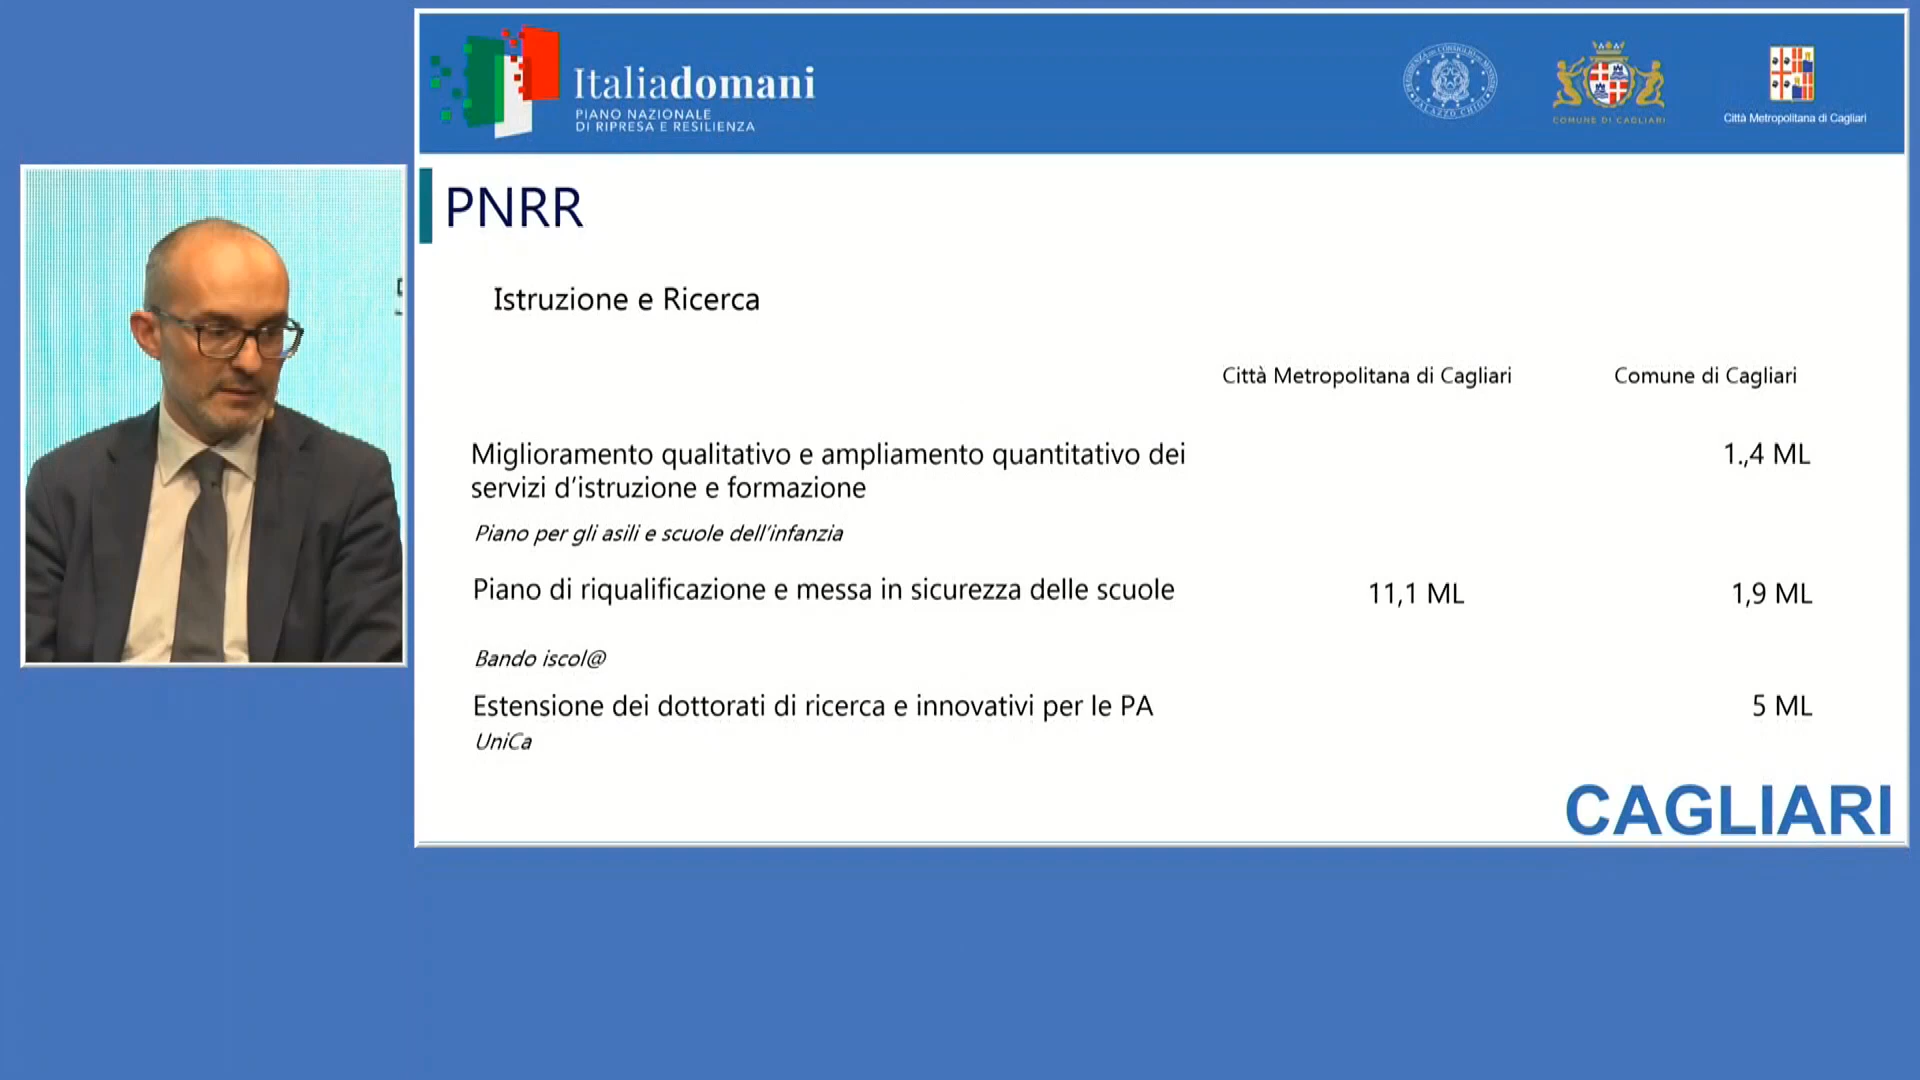 Italiadomani
PIANO NAZIONALE
DI RIPRESA E RESILIENZA
COMUNE DI CAGLIARI
Città Metropolitana di Cagliari
PNRR
Istruzione e Ricerca
Città Metropolitana di Cagliari Comune di Cagliari
Miglioramento qualitativo e ampliamento quantitativo dei 1.,4 ML
servizi d'istruzione e formazione
Piano per gli asili e scuole dell'infanzia
Piano di riqualificazione e messa in sicurezza delle scuole 11,1 ML 1,9 ML
Bando iscol@
Estensione dei dottorati di ricerca e innovativi per le PA 5 ML
UniCa
CAGLIARI